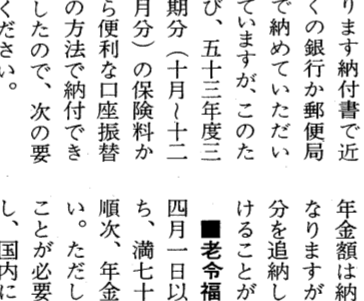 ります納付書で近
くの銀行か郵便局
で納めていただい
ていますが、このた
び、五十三年度三
期分（十月〜十二
月分）の保険料か
ら便利な口座振替
の方法で納付でき
したので、次の要
ください。
年金額は納
なりますが
分を追納し
けることが
■老令福
四月一日以
ち、満七十
順次、年金
い。ただし
ことが必要
し、国内に